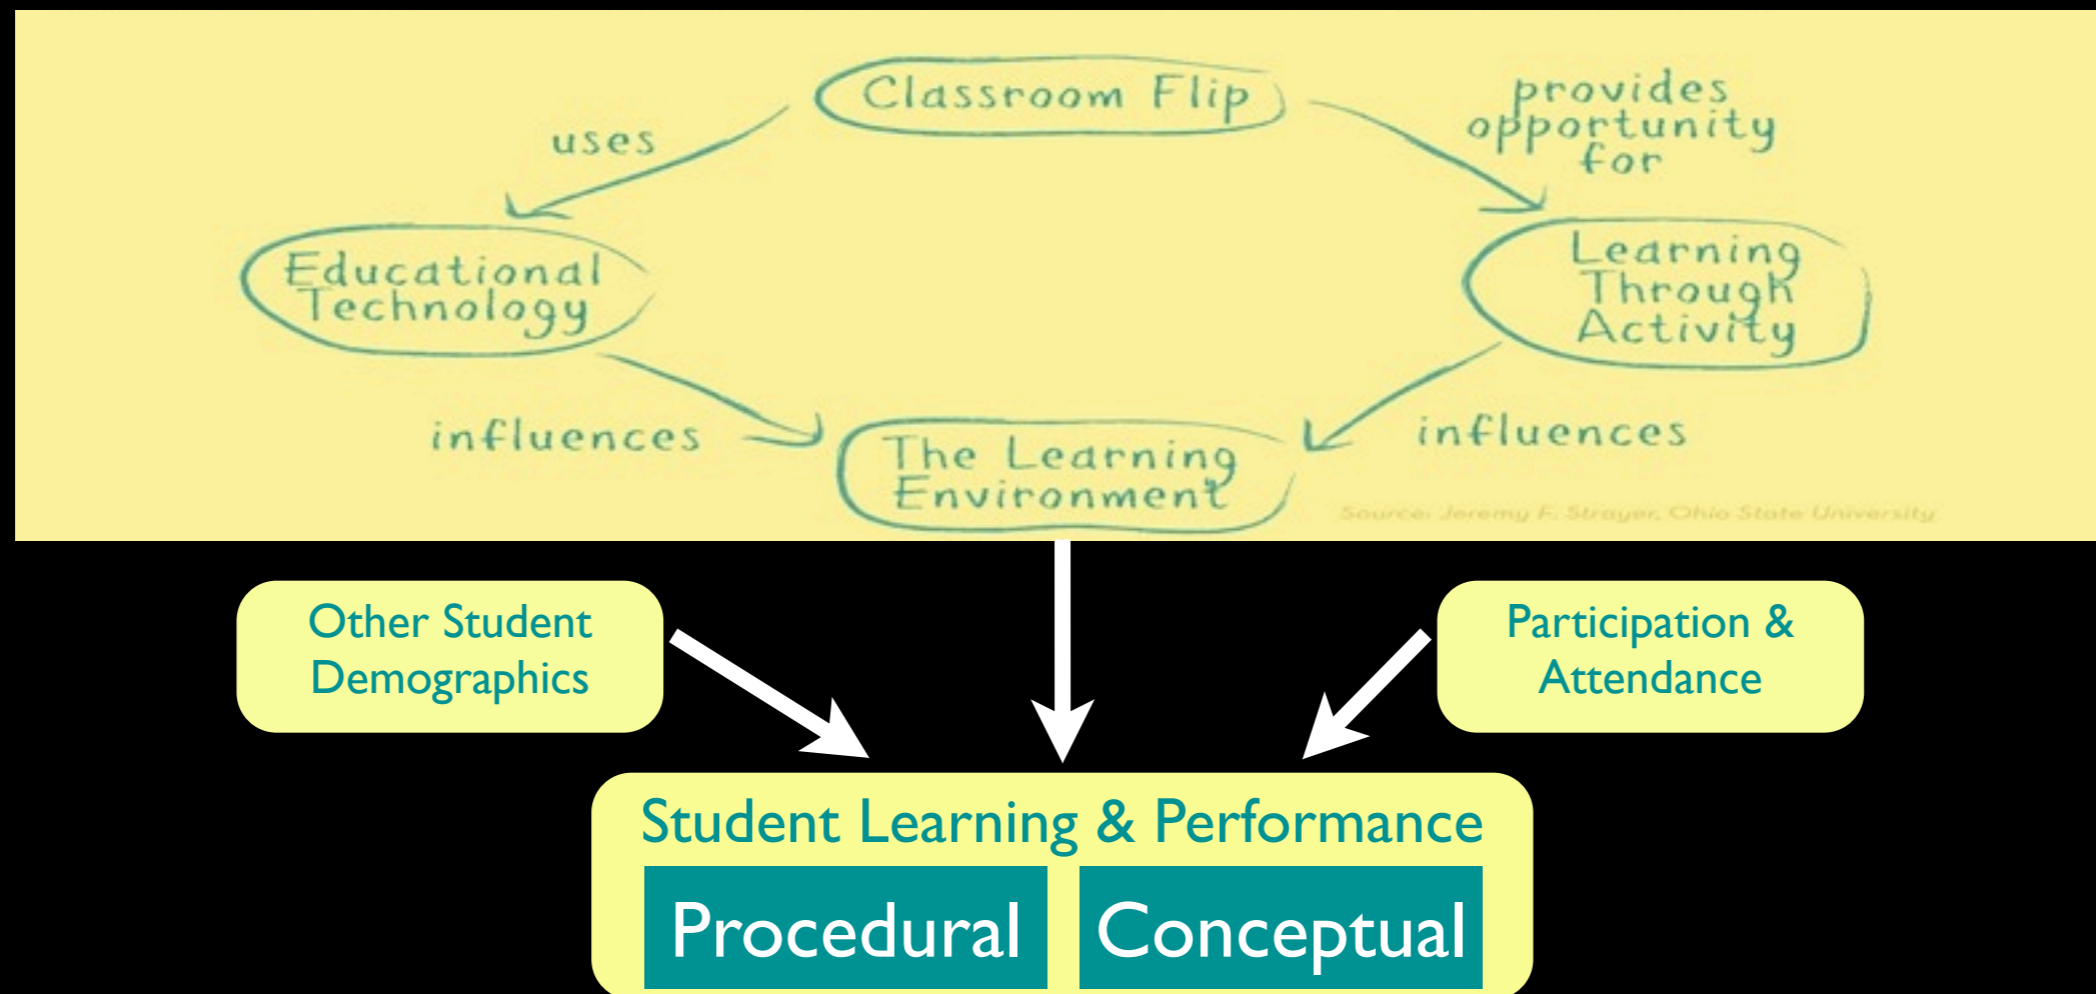 Classroom Flip
uses
provides
opportunity
for
Educational
Technology
Learning
Through
Activity
influences
influences
The Learning
Environment
Source: Jeremy F. Strayer, Ohio State University
Other Student
Demographics
Participation &
Attendance
Student Learning & Performance
Procedural
Conceptual